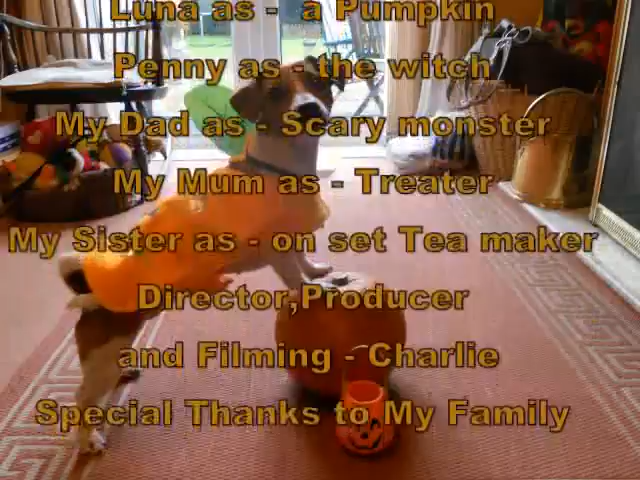 Luna as - a Pumpkin
Penny as - the witch
My Dad as - Scary monster
My Mum as - Treater
My Sister as - on set Tea maker
Director,Producer
and Filming - Charlie
Special Thanks to My Family